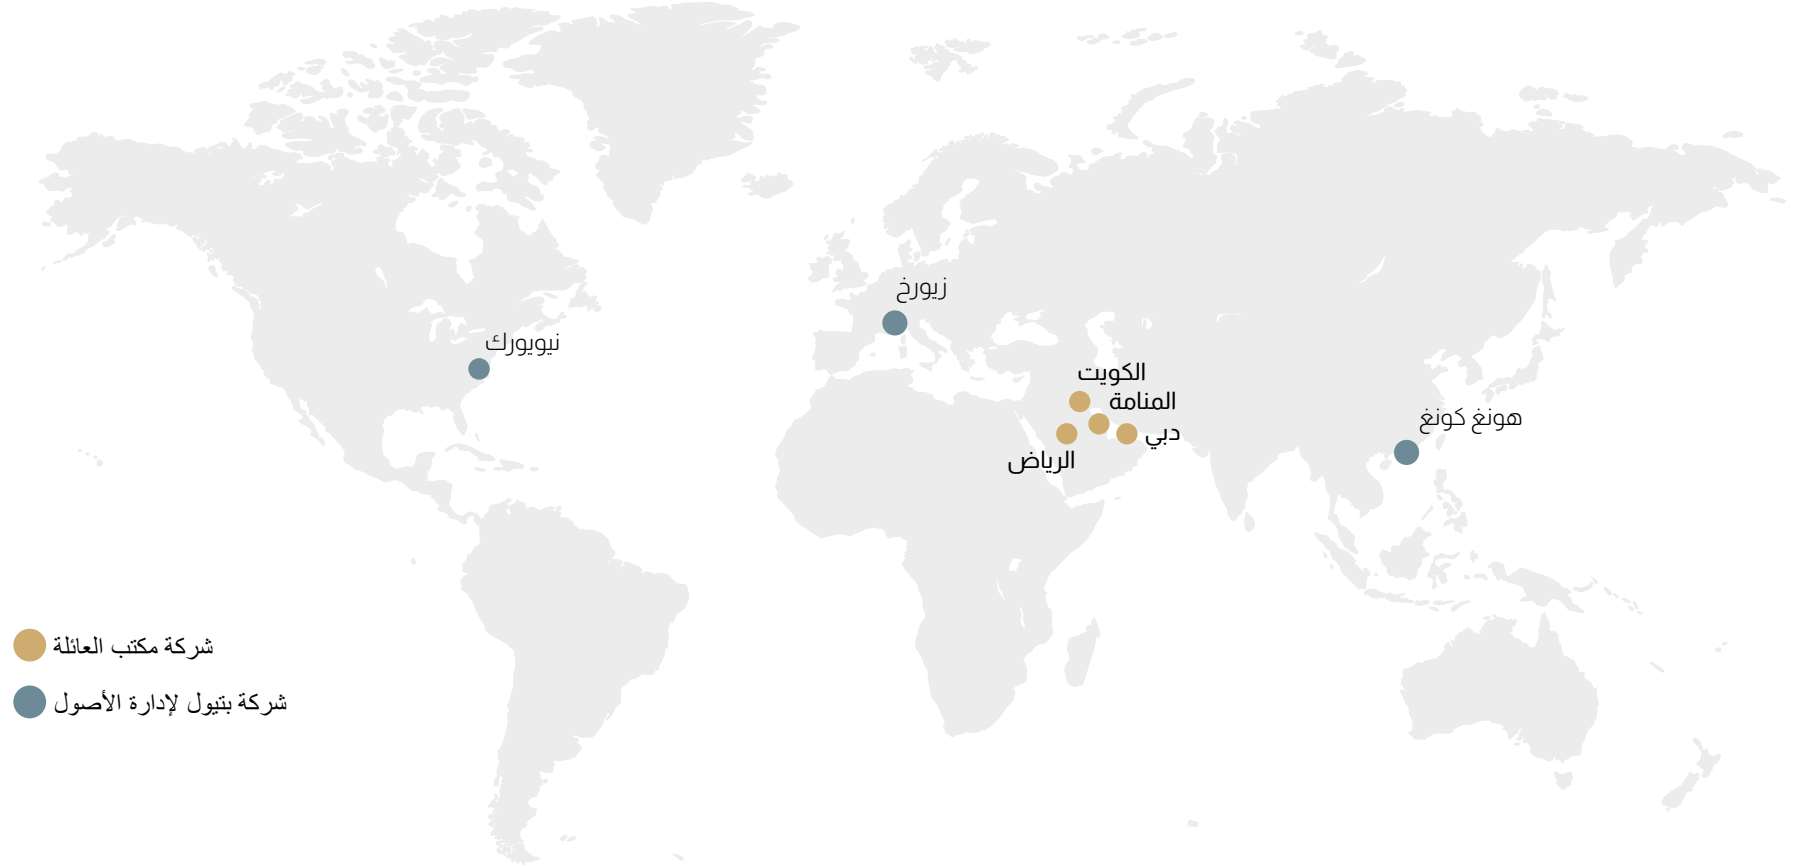 زيورخ
نيويورك
الكويت
المنامة
هونغ كونغ
دبي
الرياض
شركة مكتب العائلة
شركة بتيول لإدارة الأصول